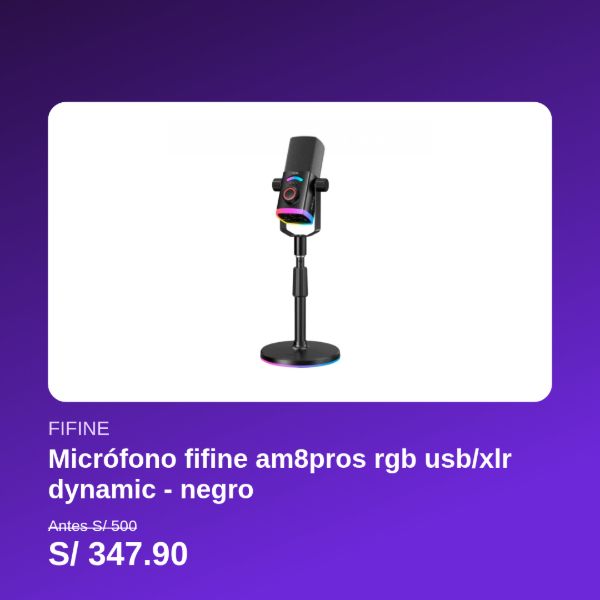 FIFINE
Micrófono fifine am8pros rgb usb/xlr
dynamic - negro
Antes S/ 500
S/ 347.90